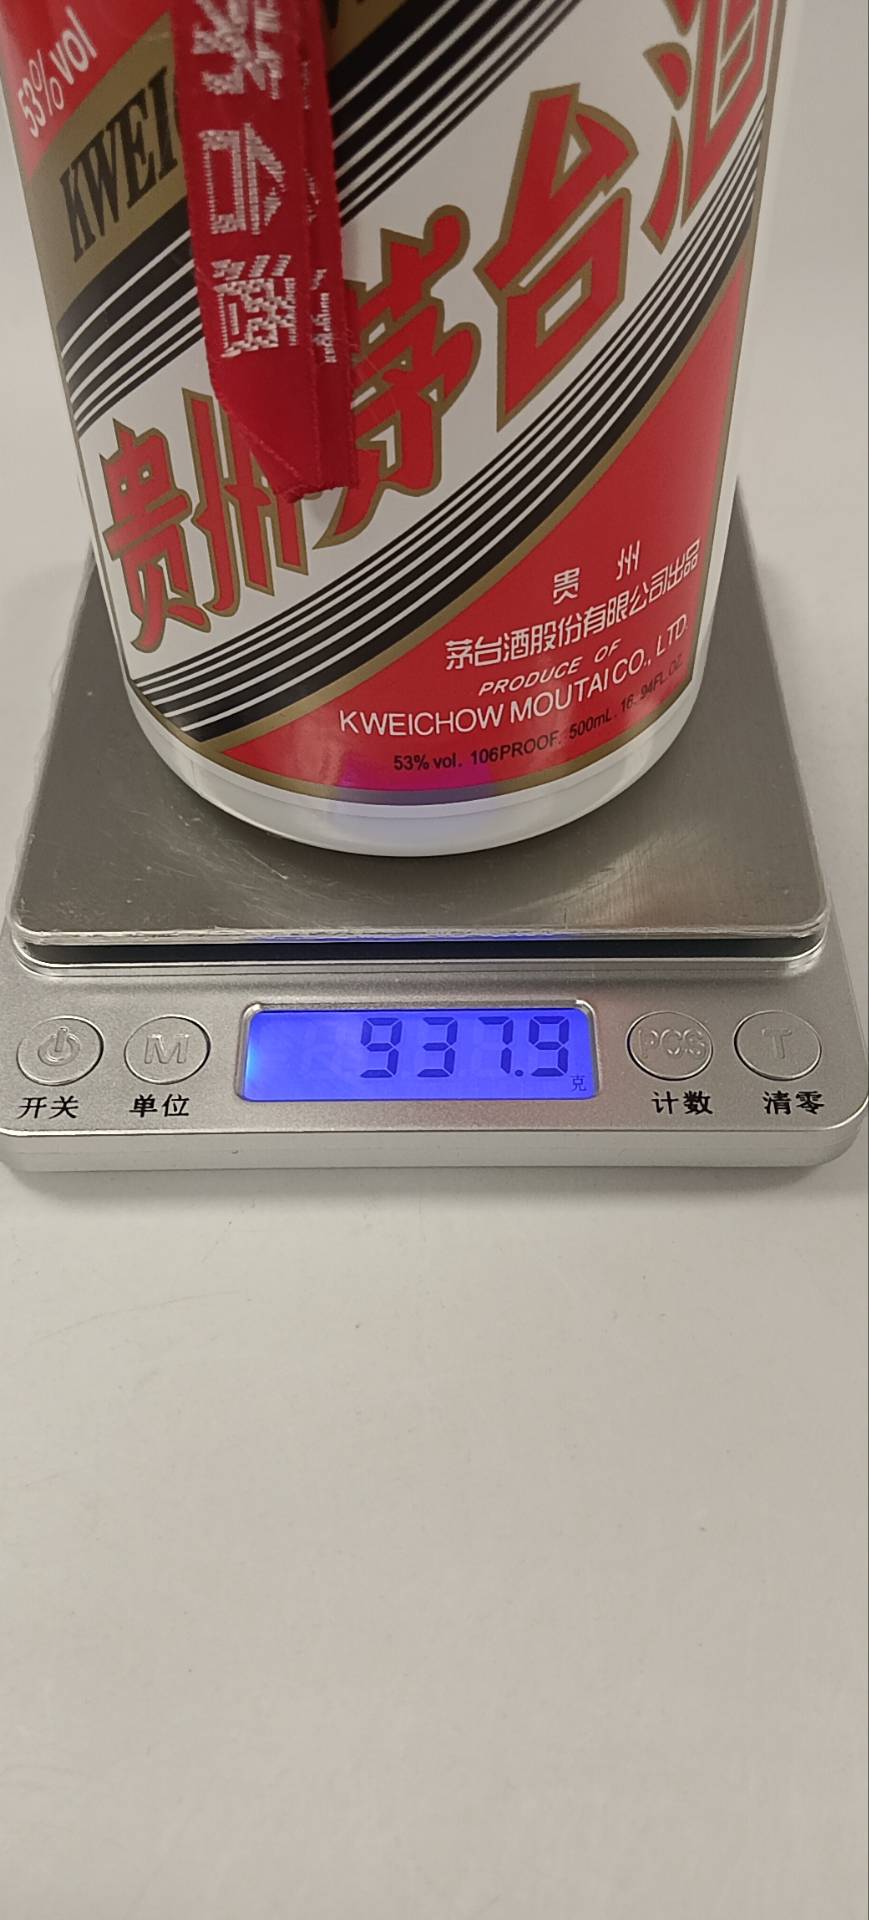 53%vol
KWEI
贵州茅台酒
贵州
茅台酒股份有限公司出品
PRODUCE OF
KWEICHOW MOUTAI CO., LTD.
53% vol. 106PROOF. 500mL. 16.94FL.OZ.
937.9
克
M
PCS
T
开关
单位
计数
清零